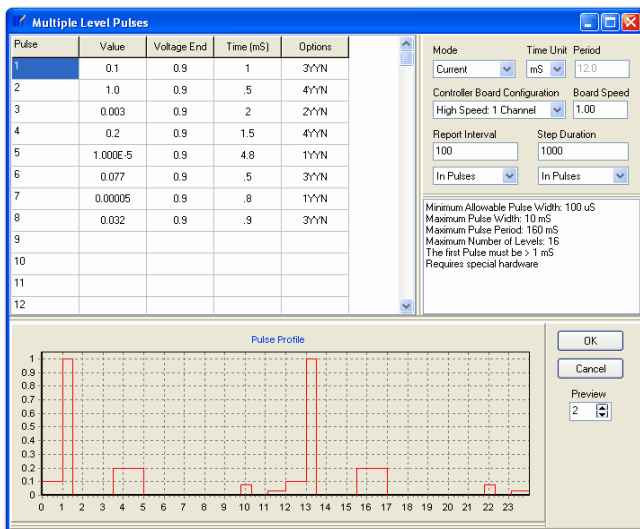 Multiple Level Pulses
Pulse Value Voltage End Time (mS) Options
1 0.1 0.9 1 3YYN
2 1.0 0.9 .5 4YYN
3 0.003 0.9 2 2YYN
4 0.2 0.9 1.5 4YYN
5 1.000E-5 0.9 4.8 1YYN
6 0.077 0.9 .5 3YYN
7 0.00005 0.9 .8 1YYN
8 0.032 0.9 .9 3YYN
9
10
11
12
Mode Time Unit Period
Current mS 12.0
Controller Board Configuration Board Speed
High Speed: 1 Channel 1.00
Report Interval Step Duration
100 1000
In Pulses In Pulses
Minimum Allowable Pulse Width: 100 uS
Maximum Pulse Width: 10 mS
Maximum Pulse Period: 160 mS
Maximum Number of Levels: 16
The first Pulse must be > 1 mS
Requires special hardware
Pulse Profile
1
0.9
0.8
0.7
0.6
0.5
0.4
0.3
0.2
0.1
0
0 1 2 3 4 5 6 7 8 9 10 11 12 13 14 15 16 17 18 19 20 21 22 23
OK
Cancel
Preview
2